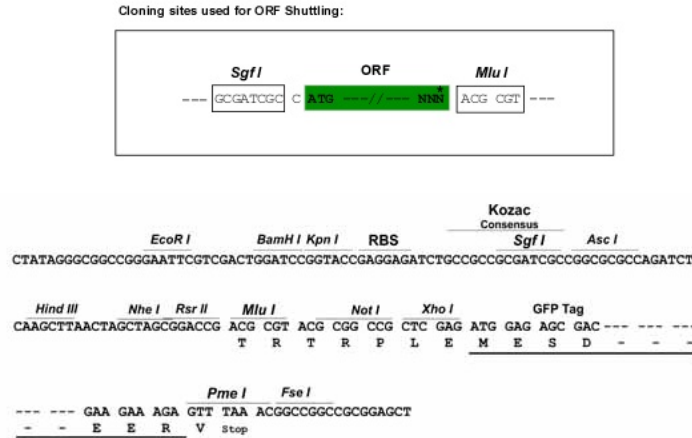 Cloning sites used for ORF Shuttling:
Sgf I ORF Mlu I
--- GCGATCGC C ATG ---//--- NNN* ACG CGT ---
Kozac
Consensus
EcoR I BamH I Kpn I RBS Sgf I Asc I
CTATAGGGCGGCCGGGAATTCGTCGACTGGATCCGGTACCGAGGAGATCTGCCGCCGCGATCGCCGGCGCGCCAGATCT
Hind III Nhe I Rsr II Mlu I Not I Xho I GFP Tag
CAAGCTTAACTAGCTAGCGGACCG ACG CGT ACG CGG CCG CTC GAG ATG GAG AGC GAC --- --- ---
T R T R P L E M E S D - - -
Pme I Fse I
--- --- GAA GAA AGA GTT TAA ACGGCCGGCCGCGGAGCT
- - E E R V Stop